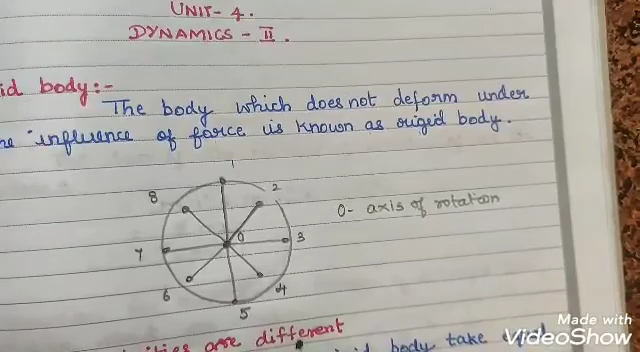 UNIT- 4.
DYNAMICS - II.
id body:-
The body which does not deform under
he influence of force is known as rigid body.
1
8
2
0- axis of rotation
0
7
3
6
4
5
ities are different
body take
Made with
VideoShow